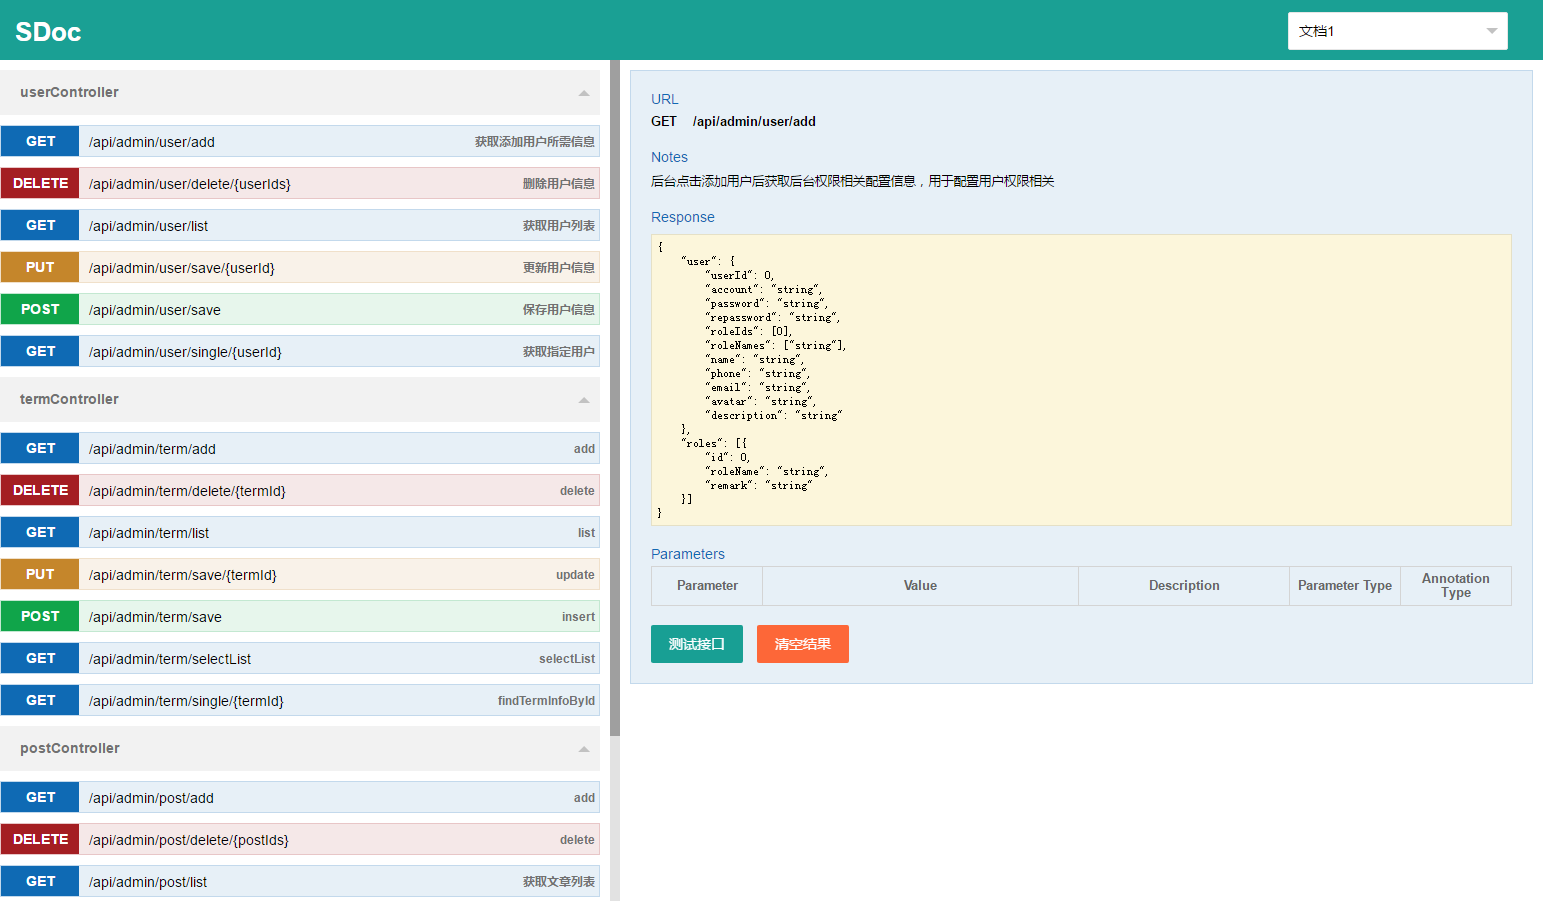 SDoc
文档1
userController
GET /api/admin/user/add 获取添加用户所需信息
DELETE /api/admin/user/delete/{userIds} 删除用户信息
GET /api/admin/user/list 获取用户列表
PUT /api/admin/user/save/{userId} 更新用户信息
POST /api/admin/user/save 保存用户信息
GET /api/admin/user/single/{userId} 获取指定用户
termController
GET /api/admin/term/add add
DELETE /api/admin/term/delete/{termId} delete
GET /api/admin/term/list list
PUT /api/admin/term/save/{termId} update
POST /api/admin/term/save insert
GET /api/admin/term/selectList selectList
GET /api/admin/term/single/{termId} findTermInfoById
postController
GET /api/admin/post/add add
DELETE /api/admin/post/delete/{postIds} delete
GET /api/admin/post/list 获取文章列表
URL
GET /api/admin/user/add
Notes
后台点击添加用户后获取后台权限相关配置信息，用于配置用户权限相关
Response
{
    "user": {
        "userId": 0,
        "account": "string",
        "password": "string",
        "repassword": "string",
        "roleIds": [0],
        "roleNames": ["string"],
        "name": "string",
        "phone": "string",
        "email": "string",
        "avatar": "string",
        "description": "string"
    },
    "roles": [{
        "id": 0,
        "roleName": "string",
        "remark": "string"
    }]
}
Parameters
Parameter Value Description Parameter Type Annotation Type
测试接口 清空结果